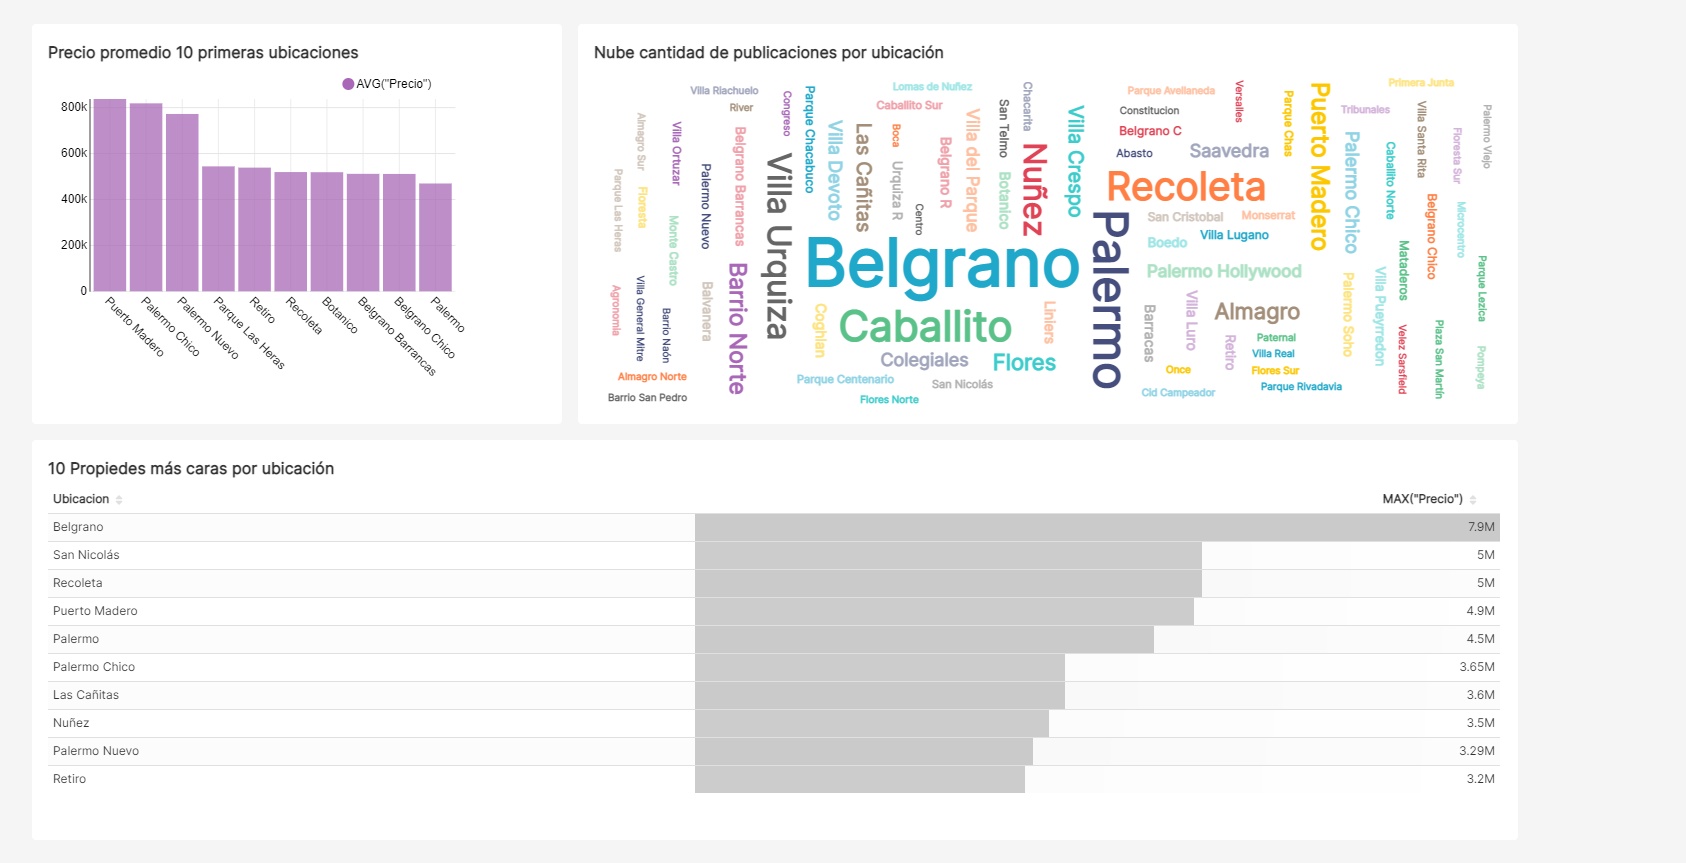 Precio promedio 10 primeras ubicaciones
AVG("Precio")
800k
600k
400k
200k
0
Puerto Madero
Palermo Chico
Palermo Nuevo
Parque Las Heras
Retiro
Recoleta
Botanico
Belgrano Barrancas
Belgrano Chico
Palermo
Nube cantidad de publicaciones por ubicación
Villa Riachuelo
River
Congreso
Parque Chacabuco
Lomas de Nuñez
Caballito Sur
Chacarita
San Telmo
Villa Crespo
Parque Avellaneda
Constitucion
Belgrano C
Abasto
Versalles
Saavedra
Parque Chas
Puerto Madero
Primera Junta
Tribunales
Villa Santa Rita
Palermo Viejo
Floresta Sur
Almagro Sur
Villa Ortuzar
Belgrano Barrancas
Villa Devoto
Las Cañitas
Boca
Belgrano R
Villa del Parque
Nuñez
Palermo Chico
Caballito Norte
Parque Las Heras
Floresta
Palermo Nuevo
Villa Urquiza
Urquiza R
Centro
Botanico
Recoleta
San Cristobal
Monserrat
Belgrano Chico
Microcentro
Monte Castro
Belgrano
Palermo
Boedo
Villa Lugano
Mataderos
Parque Lezica
Palermo Hollywood
Agronomia
Villa General Mitre
Barrio Naón
Balvanera
Barrio Norte
Coghlan
Caballito
Liniers
Barracas
Villa Luro
Almagro
Palermo Soho
Villa Pueyrredon
Velez Sarsfield
Plaza San Martín
Pompeya
Retiro
Paternal
Villa Real
Colegiales
Flores
Once
Flores Sur
Almagro Norte
Parque Centenario
San Nicolás
Parque Rivadavia
Barrio San Pedro
Flores Norte
Cid Campeador
10 Propiedes más caras por ubicación
Ubicacion MAX("Precio")
Belgrano 7.9M
San Nicolás 5M
Recoleta 5M
Puerto Madero 4.9M
Palermo 4.5M
Palermo Chico 3.65M
Las Cañitas 3.6M
Nuñez 3.5M
Palermo Nuevo 3.29M
Retiro 3.2M